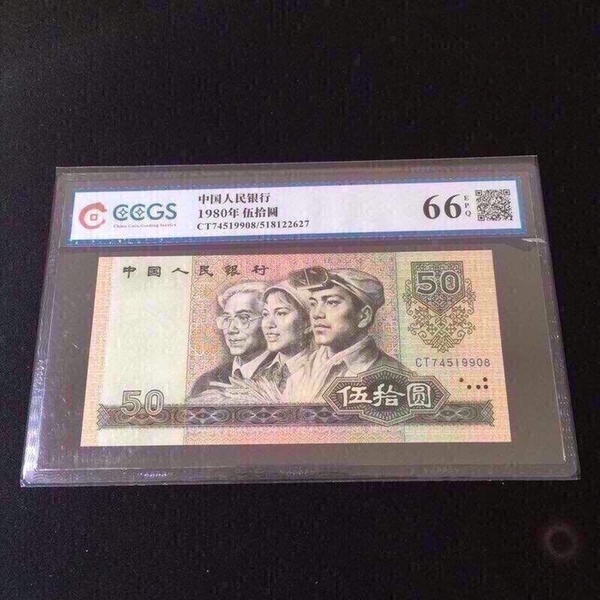 CCGS
China Coin Grading Service
中国人民银行
1980年 伍拾圆
CT74519908/518122627
66 EPQ
中国人民银行
50
CT74519908
50
伍拾圆